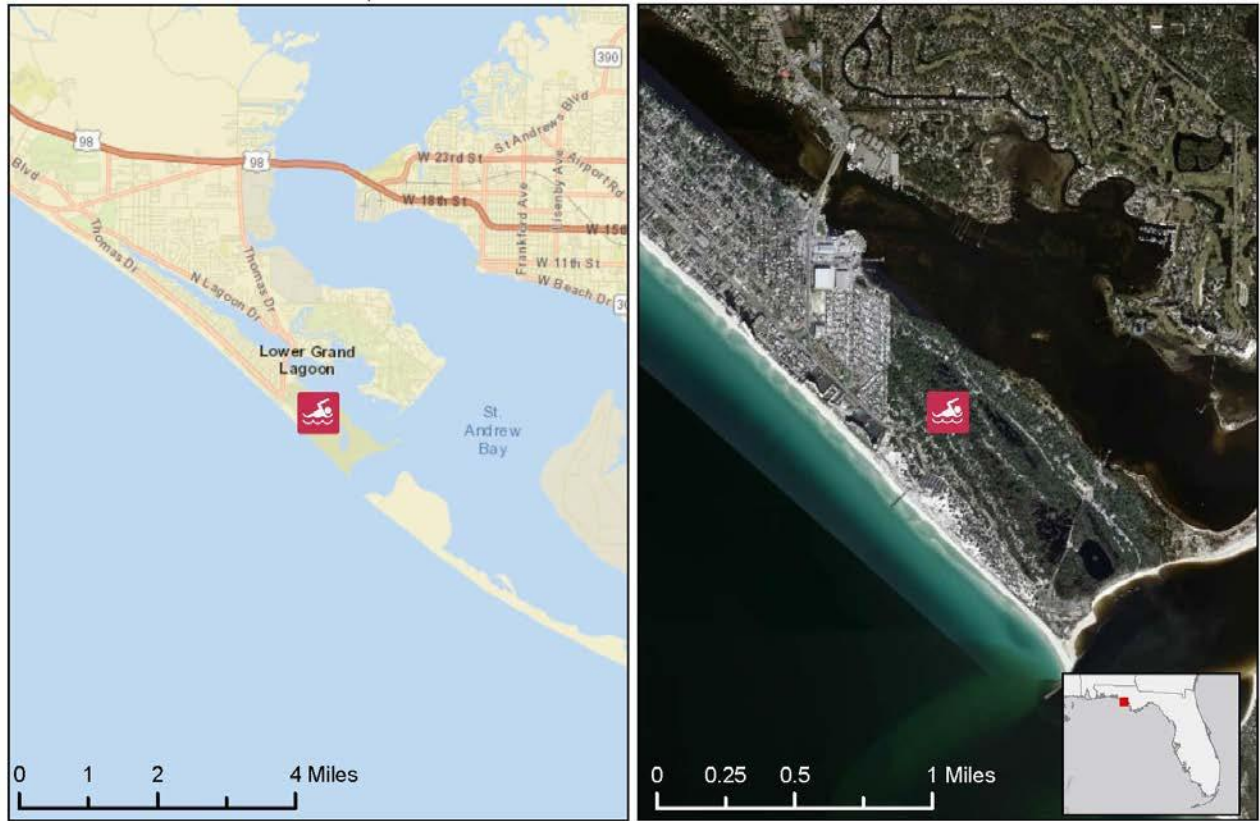 390
98
98
Blvd
W 23rd St
St Andrews Blvd
Airport Rd
Lisenby Ave
Frankford Ave
W 18th St
W 15th
W 11th St
W Beach Dr
Thomas Dr
Thomas Dr
N Lagoon Dr
Lower Grand
Lagoon
St.
Andrew
Bay
0 1 2 4 Miles
0 0.25 0.5 1 Miles